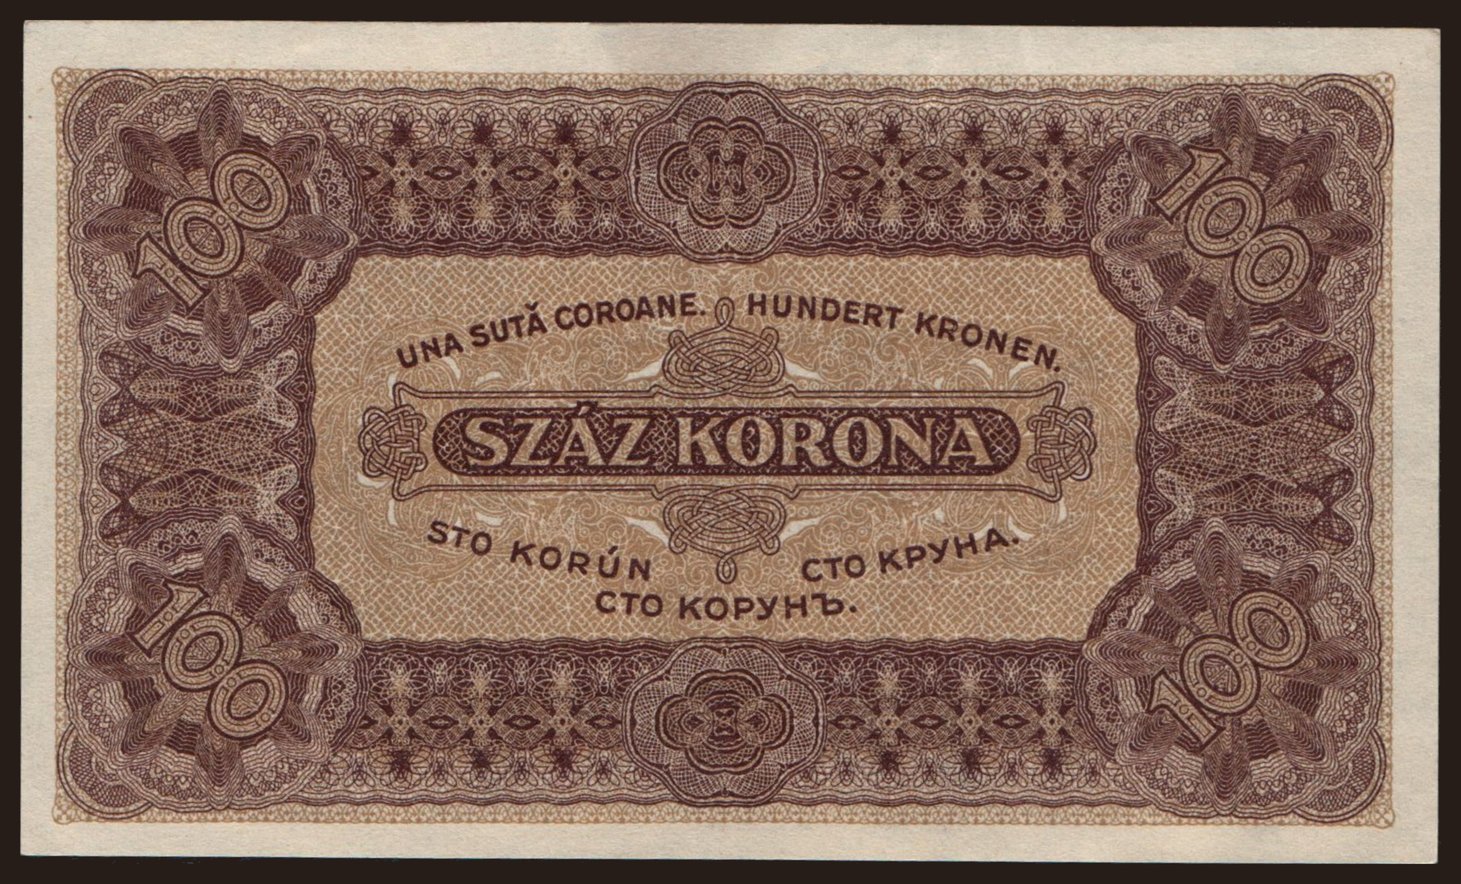 100
100
UNA SUTĂ COROANE.
HUNDERT KRONEN.
SZÁZ KORONA
STO KORÚN
СТО КРУНА.
СТО КОРУНЪ.
100
100